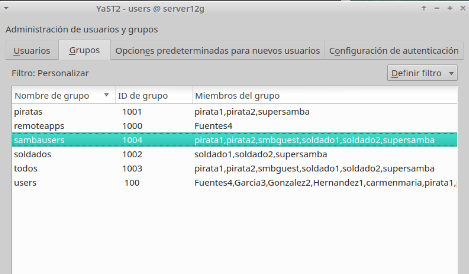 YaST2 - users @ server12g
Administración de usuarios y grupos
Usuarios Grupos Opciones predeterminadas para nuevos usuarios Configuración de autenticación
Filtro: Personalizar Definir filtro
Nombre de grupo ID de grupo Miembros del grupo
piratas 1001 pirata1,pirata2,supersamba
remoteapps 1000 Fuentes4
sambausers 1004 pirata1,pirata2,smbguest,soldado1,soldado2,supersamba
soldados 1002 soldado1,soldado2,supersamba
todos 1003 pirata1,pirata2,smbguest,soldado1,soldado2,supersamba
users 100 Fuentes4,Garcia3,Gonzalez2,Hernandez1,carmenmaria,pirata1,